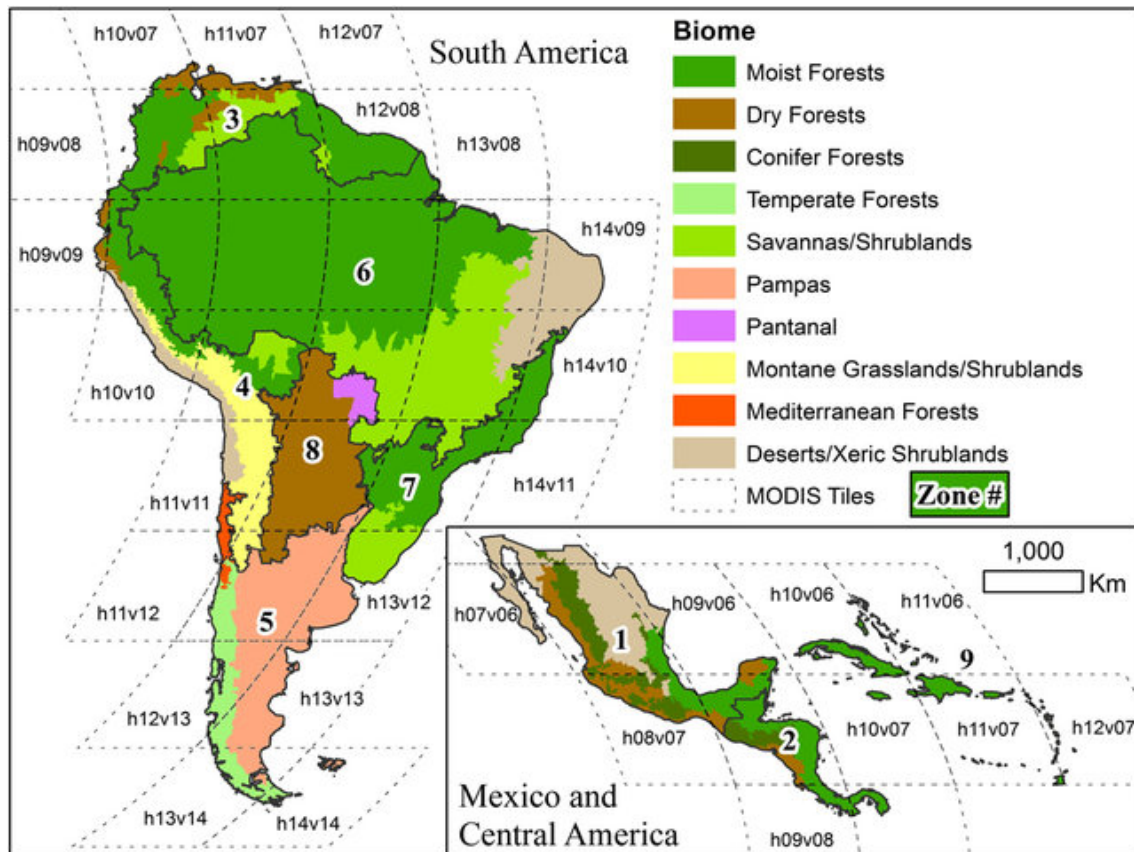 h10v07
h11v07
h12v07
South America
h12v08
h09v08
h13v08
3
h09v09
h14v09
6
h10v10
h14v10
4
8
h11v11
7
h14v11
h11v12
h13v12
5
h12v13
h13v13
h13v14
h14v14
Biome
Moist Forests
Dry Forests
Conifer Forests
Temperate Forests
Savannas/Shrublands
Pampas
Pantanal
Montane Grasslands/Shrublands
Mediterranean Forests
Deserts/Xeric Shrublands
MODIS Tiles
Zone #
1,000
Km
h07v06
h09v06
h10v06
h11v06
1
9
h08v07
2
h10v07
h11v07
h12v07
Mexico and
Central America
h09v08